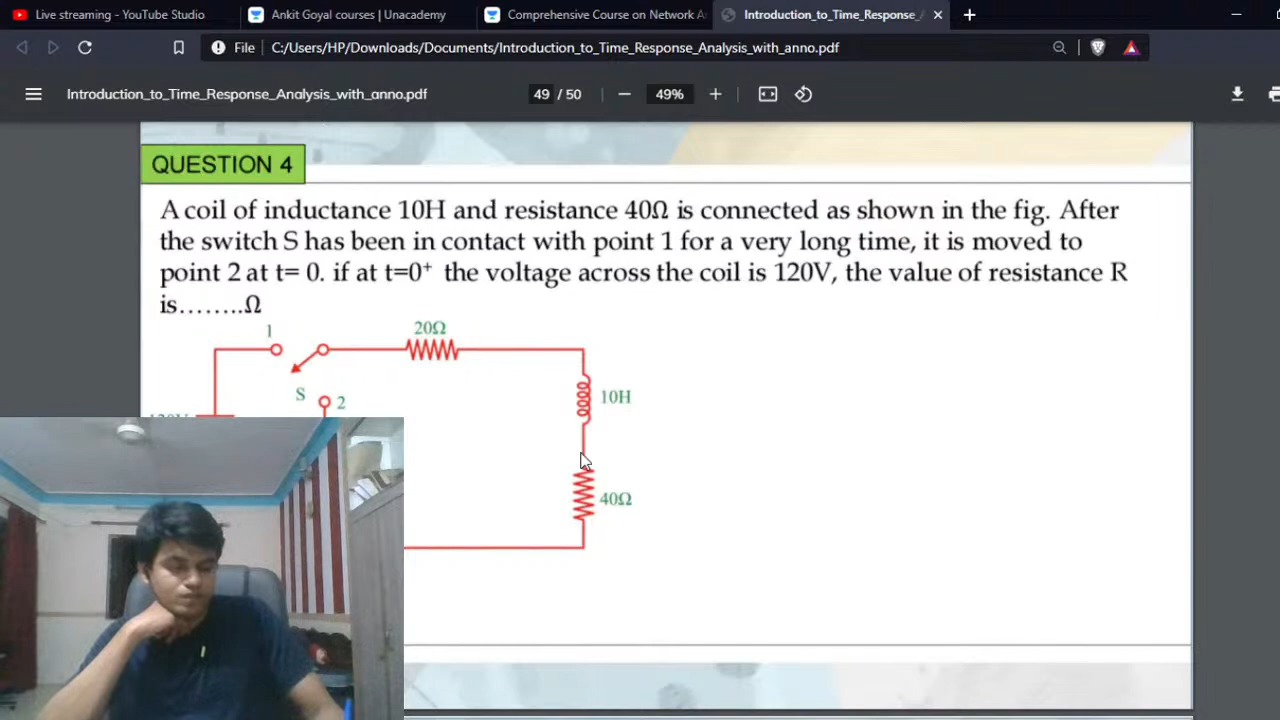 Live streaming - YouTube Studio
Ankit Goyal courses | Unacademy
Comprehensive Course on Network A
Introduction_to_Time_Response_
File
C:/Users/HP/Downloads/Documents/Introduction_to_Time_Response_Analysis_with_anno.pdf
Introduction_to_Time_Response_Analysis_with_anno.pdf
49 / 50
49%
QUESTION 4
A coil of inductance 10H and resistance 40Ω is connected as shown in the fig. After
the switch S has been in contact with point 1 for a very long time, it is moved to
point 2 at t= 0. if at t=0⁺ the voltage across the coil is 120V, the value of resistance R
is……..Ω
1
20Ω
S
2
10H
40Ω